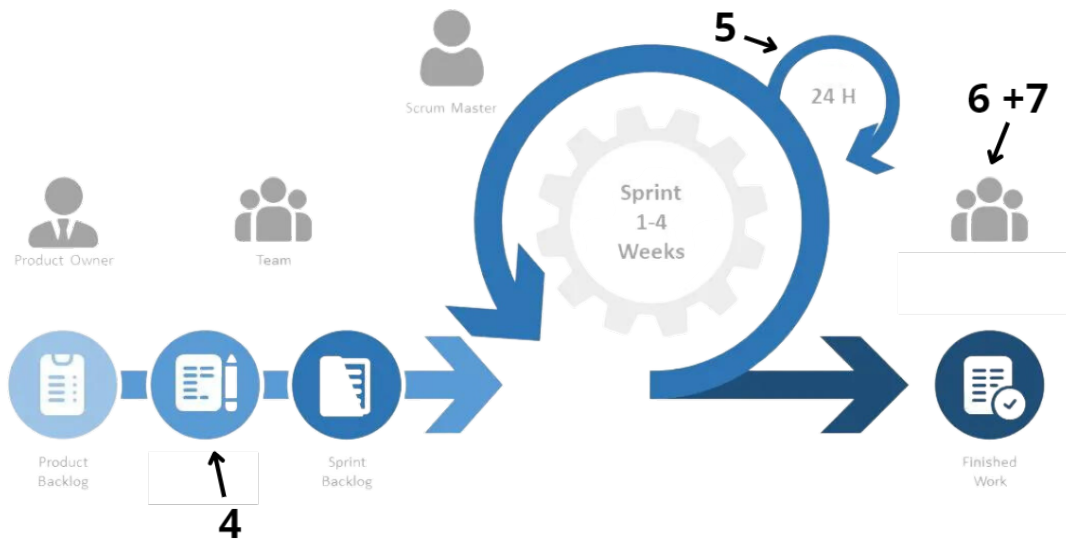 5
24 H
6 +7
Scrum Master
Sprint
1-4
Weeks
Product Owner
Team
Product
Backlog
Sprint
Backlog
Finished
Work
4